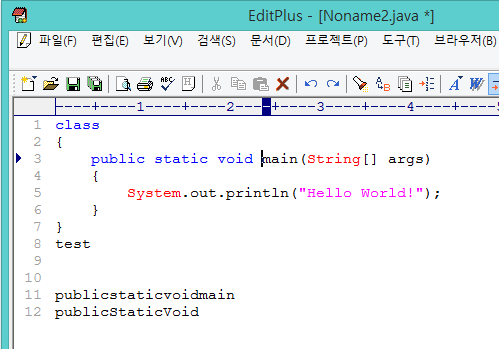 EditPlus - [Noname2.java *]
파일(F) 편집(E) 보기(V) 검색(S) 문서(D) 프로젝트(P) 도구(T) 브라우저(B)
----+----1----+----2----+----3----+----4----+----5
1 class
2 {
3     public static void main(String[] args)
4     {
5         System.out.println("Hello World!");
6     }
7 }
8 test
9
10
11 publicstaticvoidmain
12 publicStaticVoid